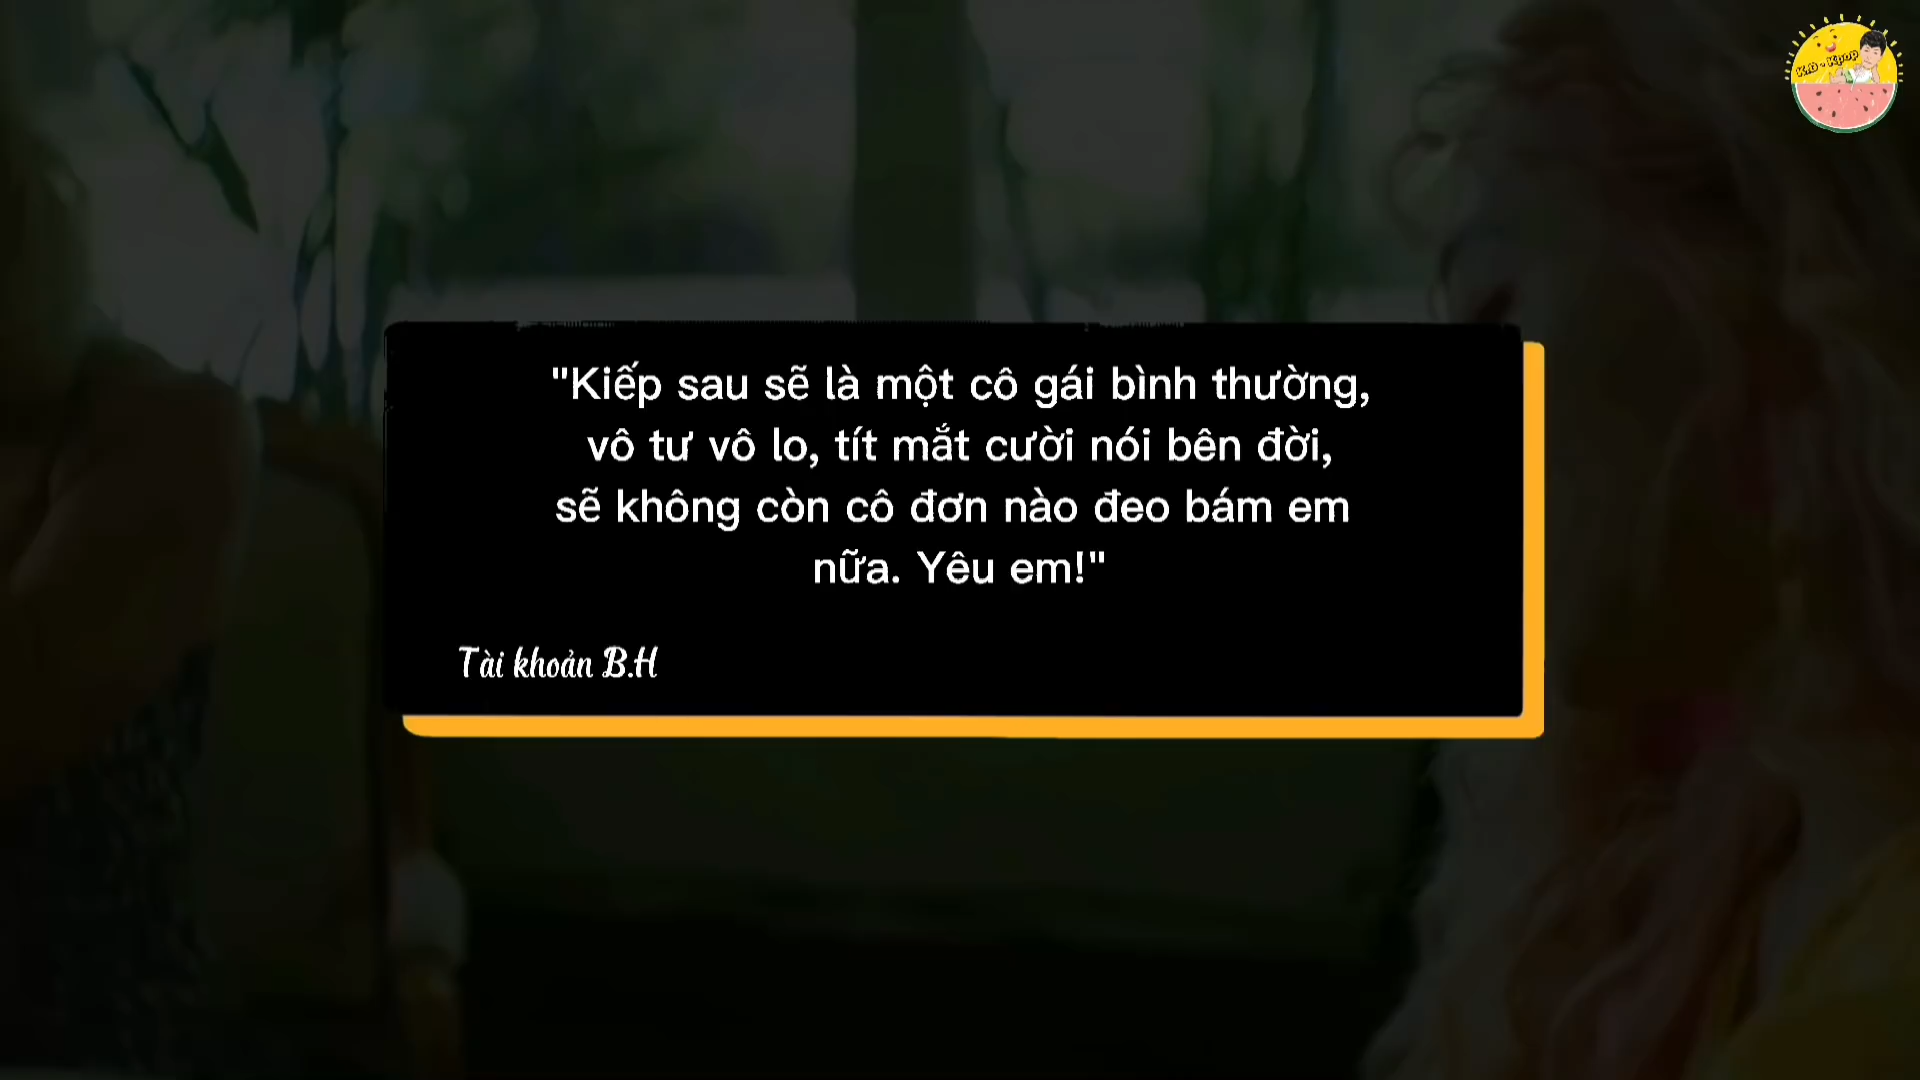 K.D - Kpop
"Kiếp sau sẽ là một cô gái bình thường,
vô tư vô lo, tít mắt cười nói bên đời,
sẽ không còn cô đơn nào đeo bám em
nữa. Yêu em!"
Tài khoản B.H